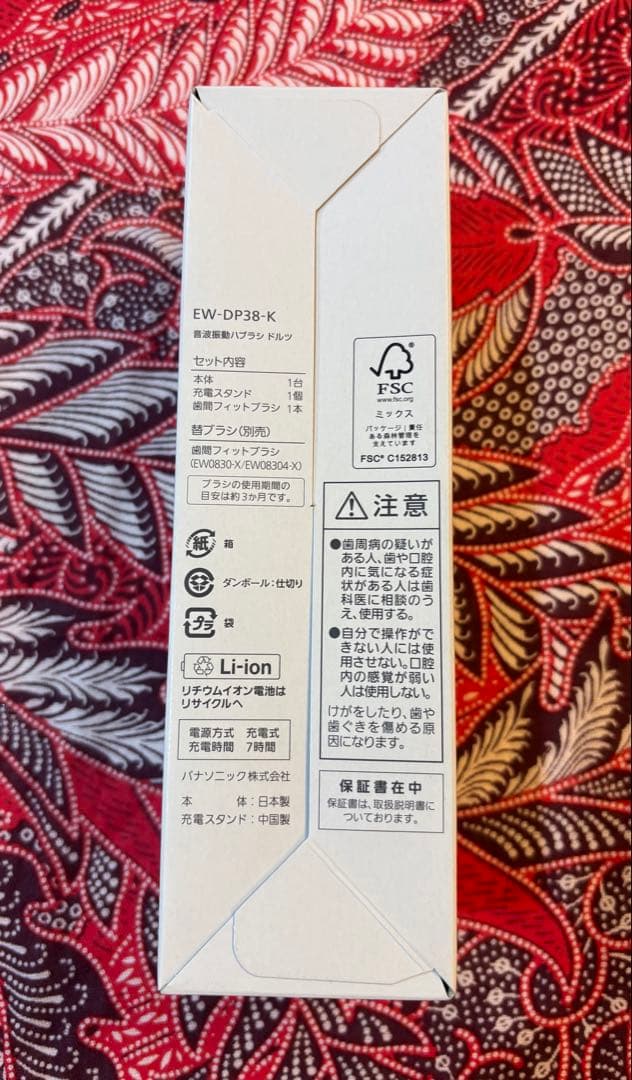 EW-DP38-K
音波振動ハブラシ ドルツ
セット内容
本体 1台
充電スタンド 1個
歯間フィットブラシ 1本
替ブラシ(別売)
歯間フィットブラシ
(EW0830-X/EW08304-X)
ブラシの使用期間の
目安は約3か月です。
紙 箱
ダンボール:仕切り
プラ 袋
Li-ion
リチウムイオン電池は
リサイクルへ
電源方式 充電式
充電時間 7時間
パナソニック株式会社
本 体:日本製
充電スタンド:中国製
FSC
www.fsc.org
ミックス
パッケージ|責任
ある森林管理を
支えています
FSC® C152813
注意
●歯周病の疑いが
ある人、歯や口腔
内に気になる症
状がある人は歯
科医に相談のう
え、使用する。
●自分で操作がで
きない人には使
用させない。口腔
内の感覚が弱い
人は使用しない。
けがをしたり、歯や
歯ぐきを傷める原
因になります。
保証書在中
保証書は、取扱説明書に
ついております。